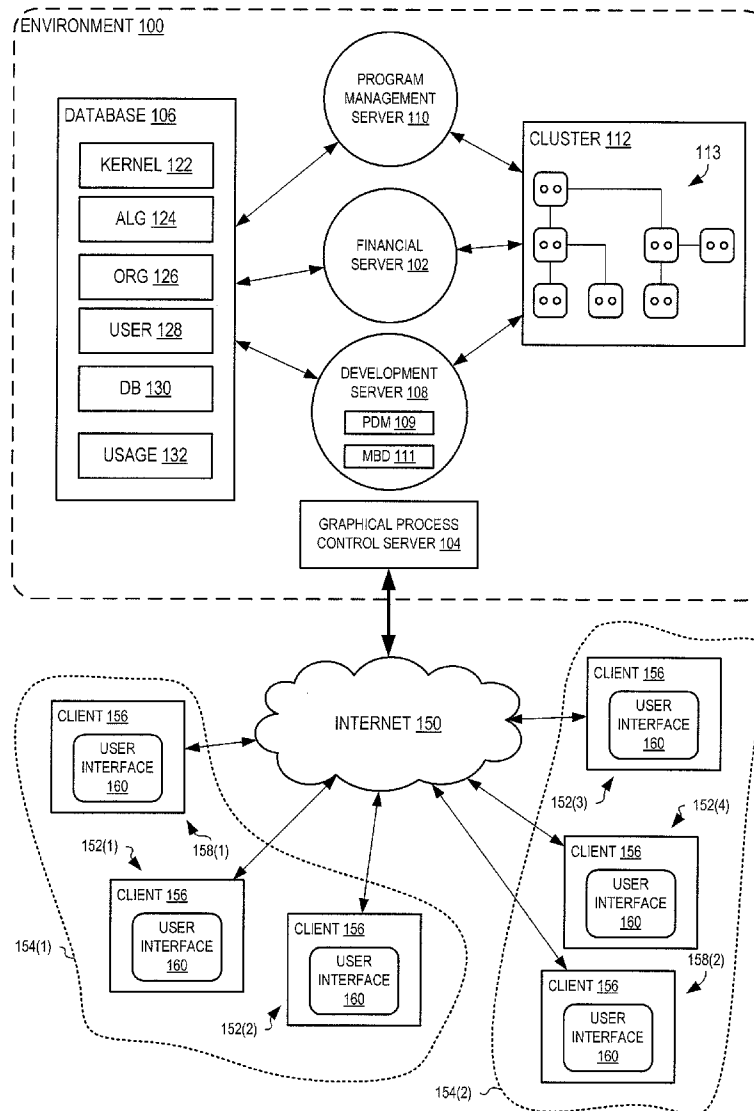 ENVIRONMENT 100
PROGRAM
MANAGEMENT
SERVER 110
DATABASE 106
KERNEL 122
ALG 124
ORG 126
USER 128
DB 130
USAGE 132
FINANCIAL
SERVER 102
DEVELOPMENT
SERVER 108
PDM 109
MBD 111
CLUSTER 112
113
GRAPHICAL PROCESS
CONTROL SERVER 104
INTERNET 150
CLIENT 156
USER
INTERFACE
160
158(1)
152(1)
CLIENT 156
USER
INTERFACE
160
154(1)
CLIENT 156
USER
INTERFACE
160
152(2)
CLIENT 156
USER
INTERFACE
160
152(3)
152(4)
CLIENT 156
USER
INTERFACE
160
158(2)
CLIENT 156
USER
INTERFACE
160
154(2)